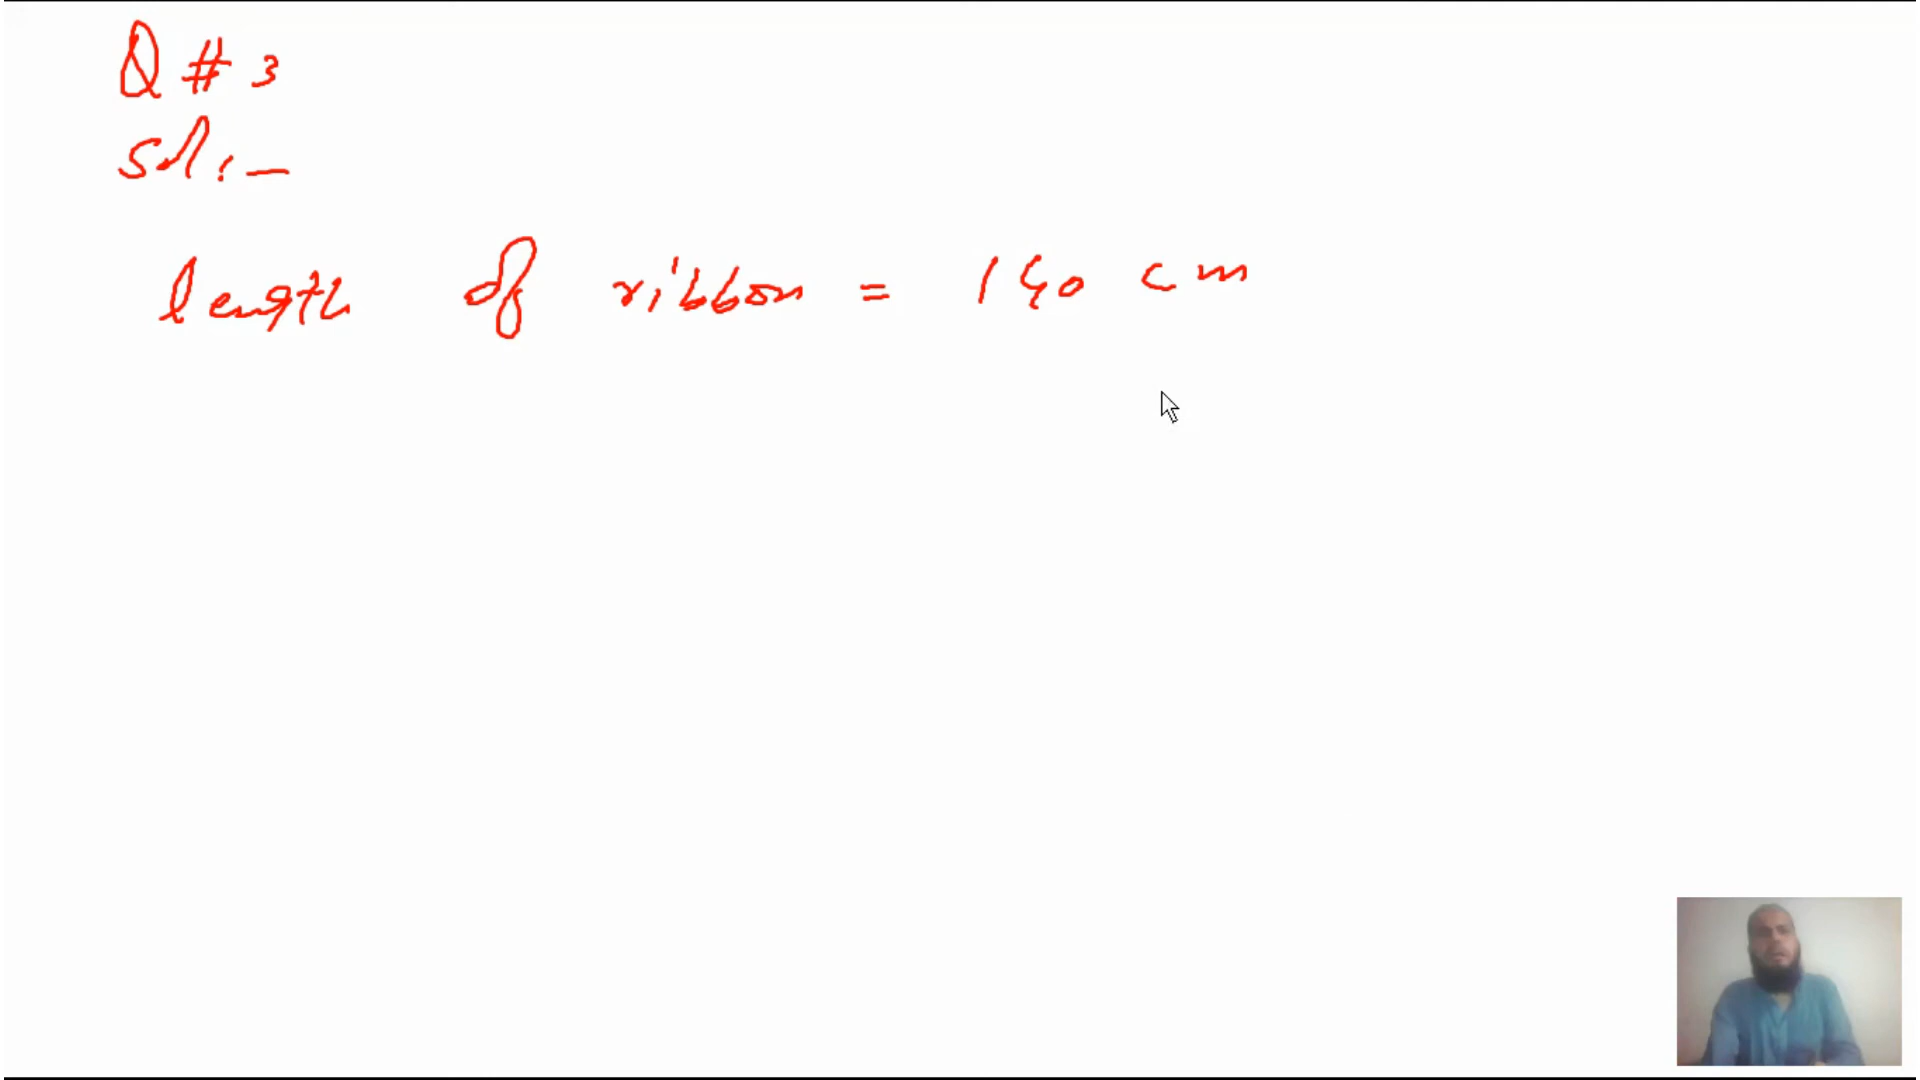 Q # 3
Sol:-
length of ribbon = 140 cm